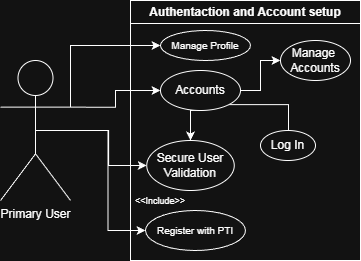 Authentaction and Account setup
Manage Profile
Manage
Accounts
Accounts
Log In
Secure User
Validation
<<Include>>
Primary User
Register with PTI